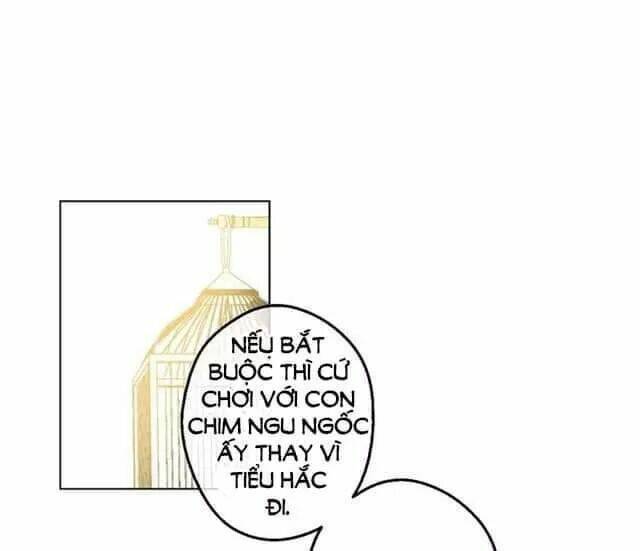 NẾU BẮT
BUỘC THÌ CỨ
CHƠI VỚI CON
CHIM NGU NGỐC
ẤY THAY VÌ
TIỂU HẮC
ĐI.